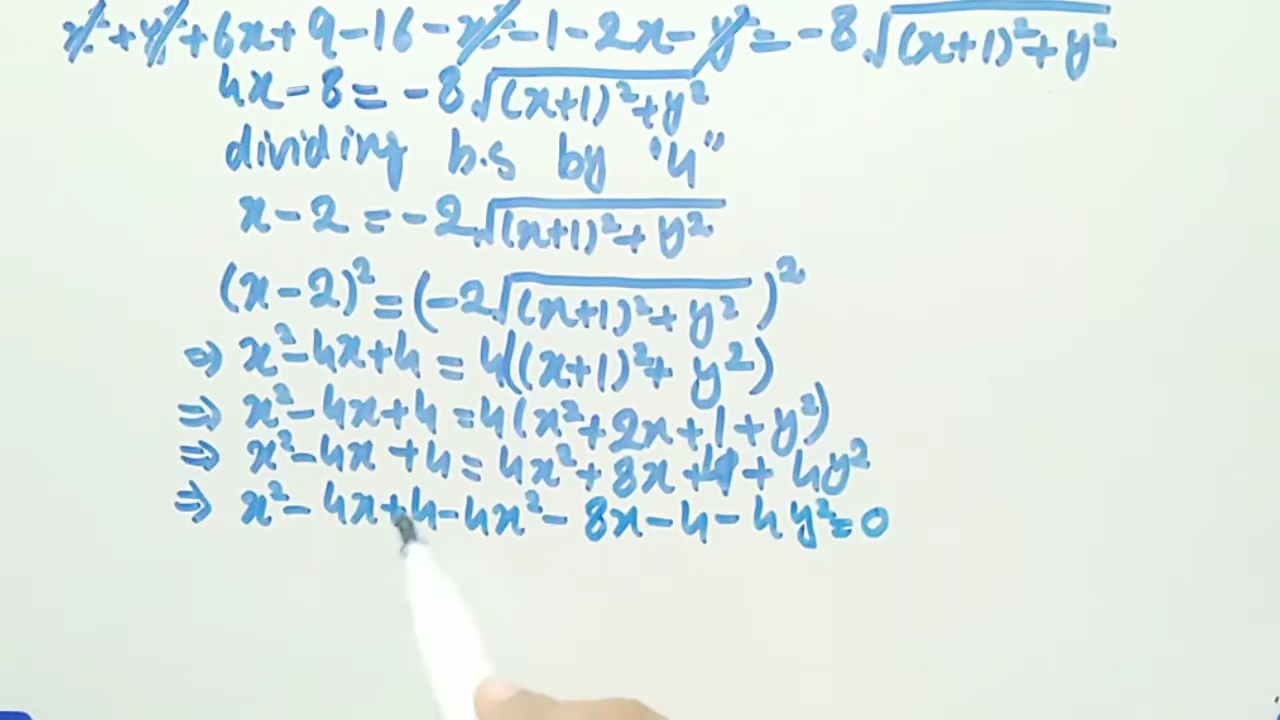 x²+y²+6x+9-16-x²-1-2x-y²=-8√(x+1)²+y²
4x-8=-8√(x+1)²+y²
dividing b.s by "4"
x-2=-2√(x+1)²+y²
(x-2)²=(-2√(x+1)²+y²)²
⇒ x²-4x+4=4((x+1)²+y²)
⇒ x²-4x+4=4(x²+2x+1+y²)
⇒ x²-4x+4=4x²+8x+4+4y²
⇒ x²-4x+4-4x²-8x-4-4y²=0